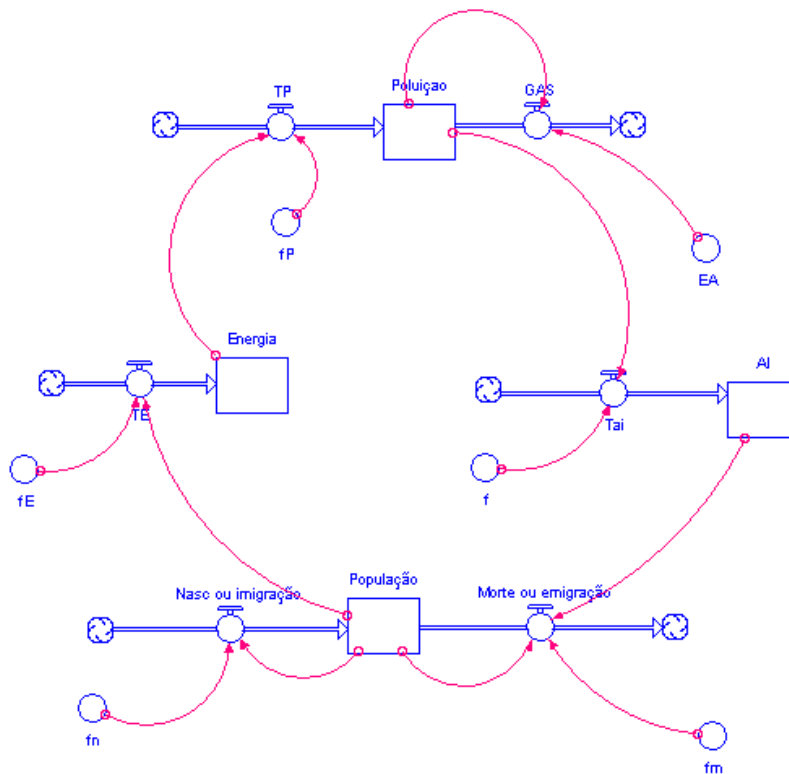 TP
Poluiçao
GAS
fP
EA
Energia
AI
TE
Tai
fE
f
População
Nasc ou imigração
Morte ou emigração
fn
fm